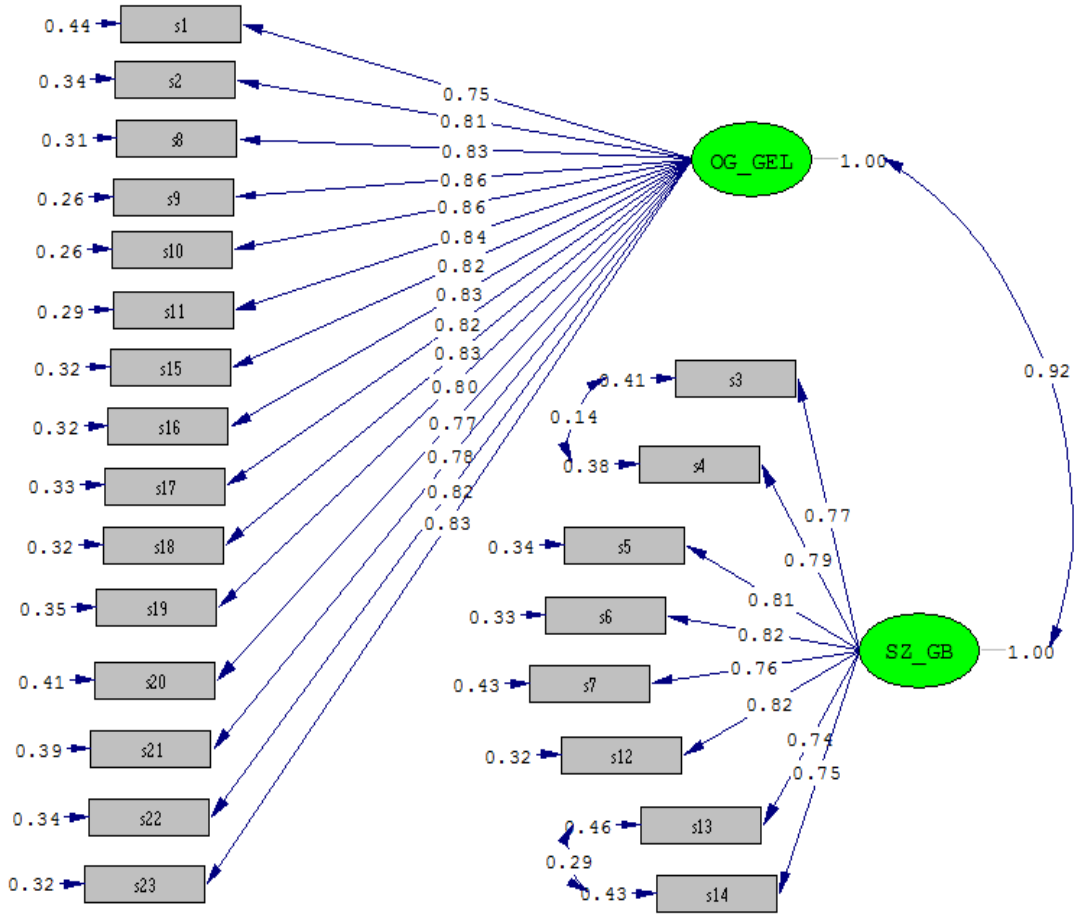 0.44 s1
0.34 s2
0.31 s8
0.26 s9
0.26 s10
0.29 s11
0.32 s15
0.32 s16
0.33 s17
0.32 s18
0.35 s19
0.41 s20
0.39 s21
0.34 s22
0.32 s23
0.75
0.81
0.83
0.86
0.86
0.84
0.82
0.83
0.82
0.83
0.80
0.77
0.78
0.82
0.83
OG_GEL 1.00
0.92
0.41 s3
0.14
0.38 s4
0.34 s5
0.33 s6
0.43 s7
0.32 s12
0.46 s13
0.29
0.43 s14
0.77
0.79
0.81
0.82
0.76
0.82
0.74
0.75
SZ_GB 1.00